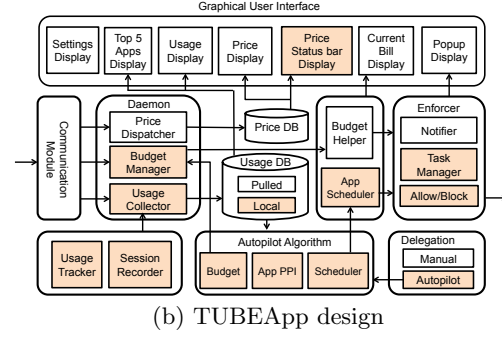 Graphical User Interface
Settings
Display
Top 5
Apps
Display
Usage
Display
Price
Display
Price
Status bar
Display
Current
Bill
Display
Popup
Display
Communication
Module
Daemon
Price
Dispatcher
Budget
Manager
Usage
Collector
Price DB
Usage DB
Pulled
Local
Budget
Helper
App
Scheduler
Enforcer
Notifier
Task
Manager
Allow/Block
Usage
Tracker
Session
Recorder
Autopilot Algorithm
Budget
App PPI
Scheduler
Delegation
Manual
Autopilot
(b) TUBEApp design